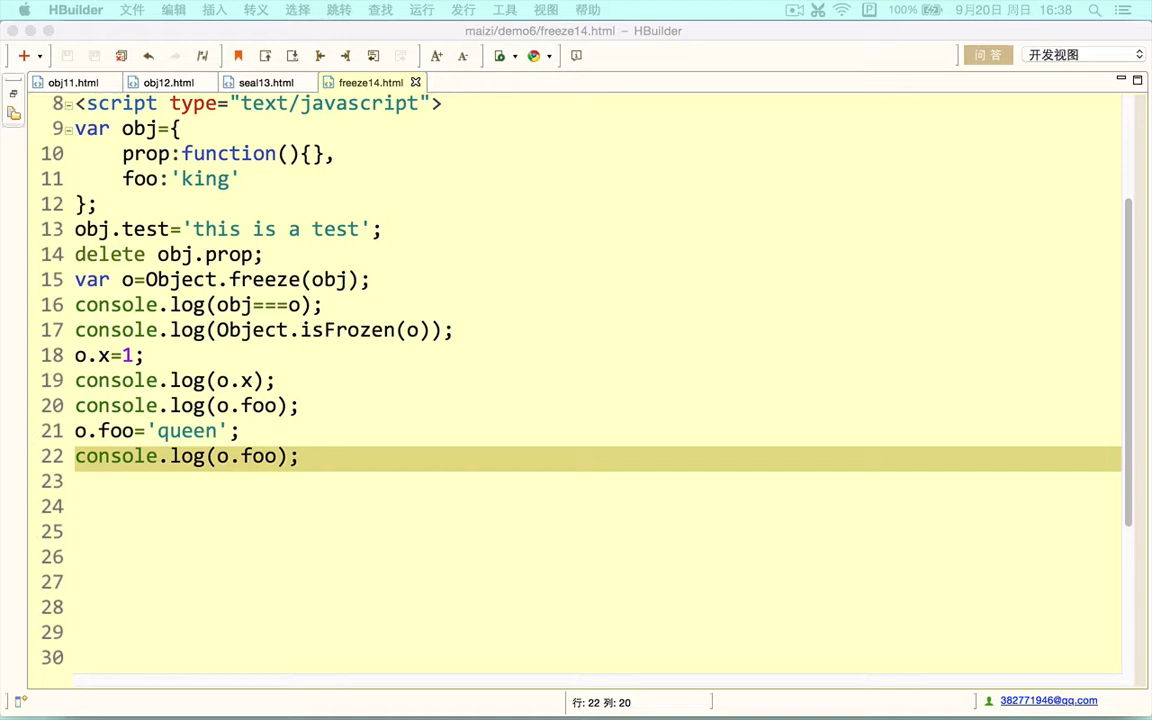 HBuilder 文件 编辑 插入 转义 选择 跳转 查找 运行 发行 工具 视图 帮助 100% 9月20日 周日 16:38
maizi/demo6/freeze14.html – HBuilder
A+ A- 问 答 开发视图
obj11.html obj12.html seal13.html freeze14.html
8 <script type="text/javascript">
9 var obj={
10 prop:function(){},
11 foo:'king'
12 };
13 obj.test='this is a test';
14 delete obj.prop;
15 var o=Object.freeze(obj);
16 console.log(obj===o);
17 console.log(Object.isFrozen(o));
18 o.x=1;
19 console.log(o.x);
20 console.log(o.foo);
21 o.foo='queen';
22 console.log(o.foo);
23
24
25
26
27
28
29
30
行: 22 列: 20 382771946@qq.com